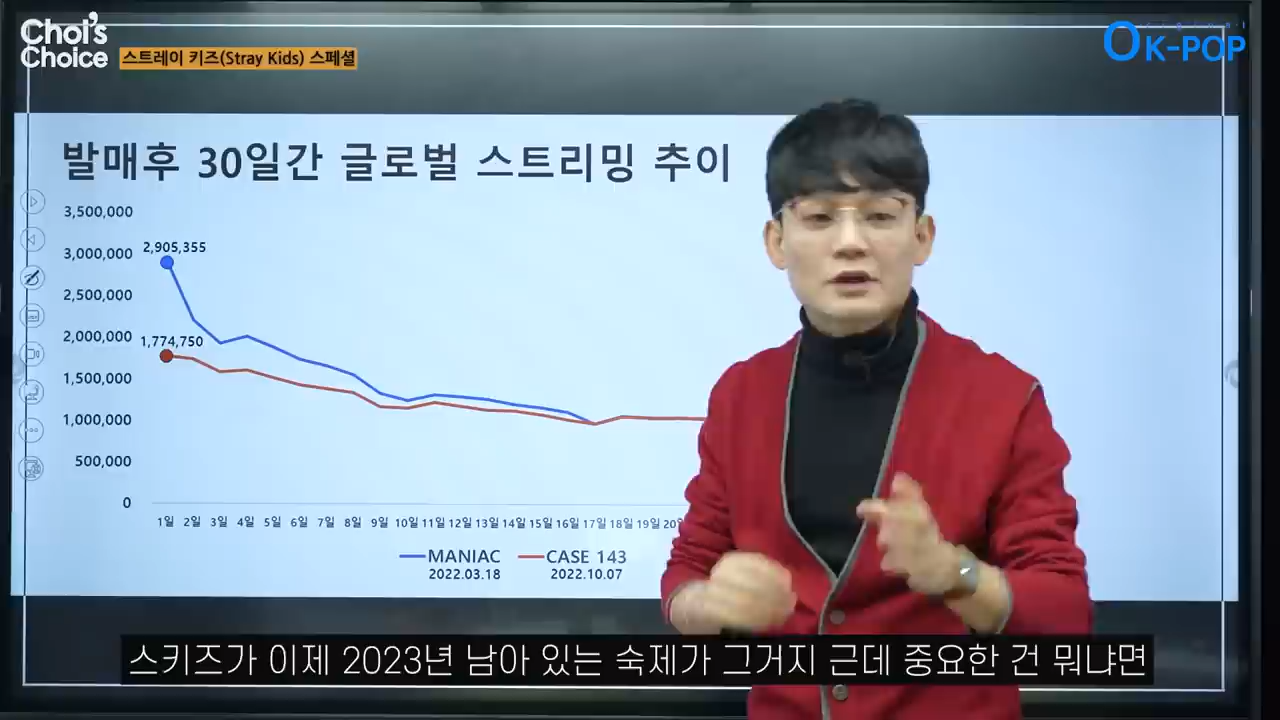 Choi's
Choice
스트레이 키즈(Stray Kids) 스페셜
Original
OK-POP
발매후 30일간 글로벌 스트리밍 추이
3,500,000
3,000,000
2,500,000
2,000,000
1,500,000
1,000,000
500,000
0
2,905,355
1,774,750
1일 2일 3일 4일 5일 6일 7일 8일 9일 10일 11일 12일 13일 14일 15일 16일 17일 18일 19일 20일
MANIAC CASE 143
2022.03.18 2022.10.07
스키즈가 이제 2023년 남아 있는 숙제가 그거지 근데 중요한 건 뭐냐면